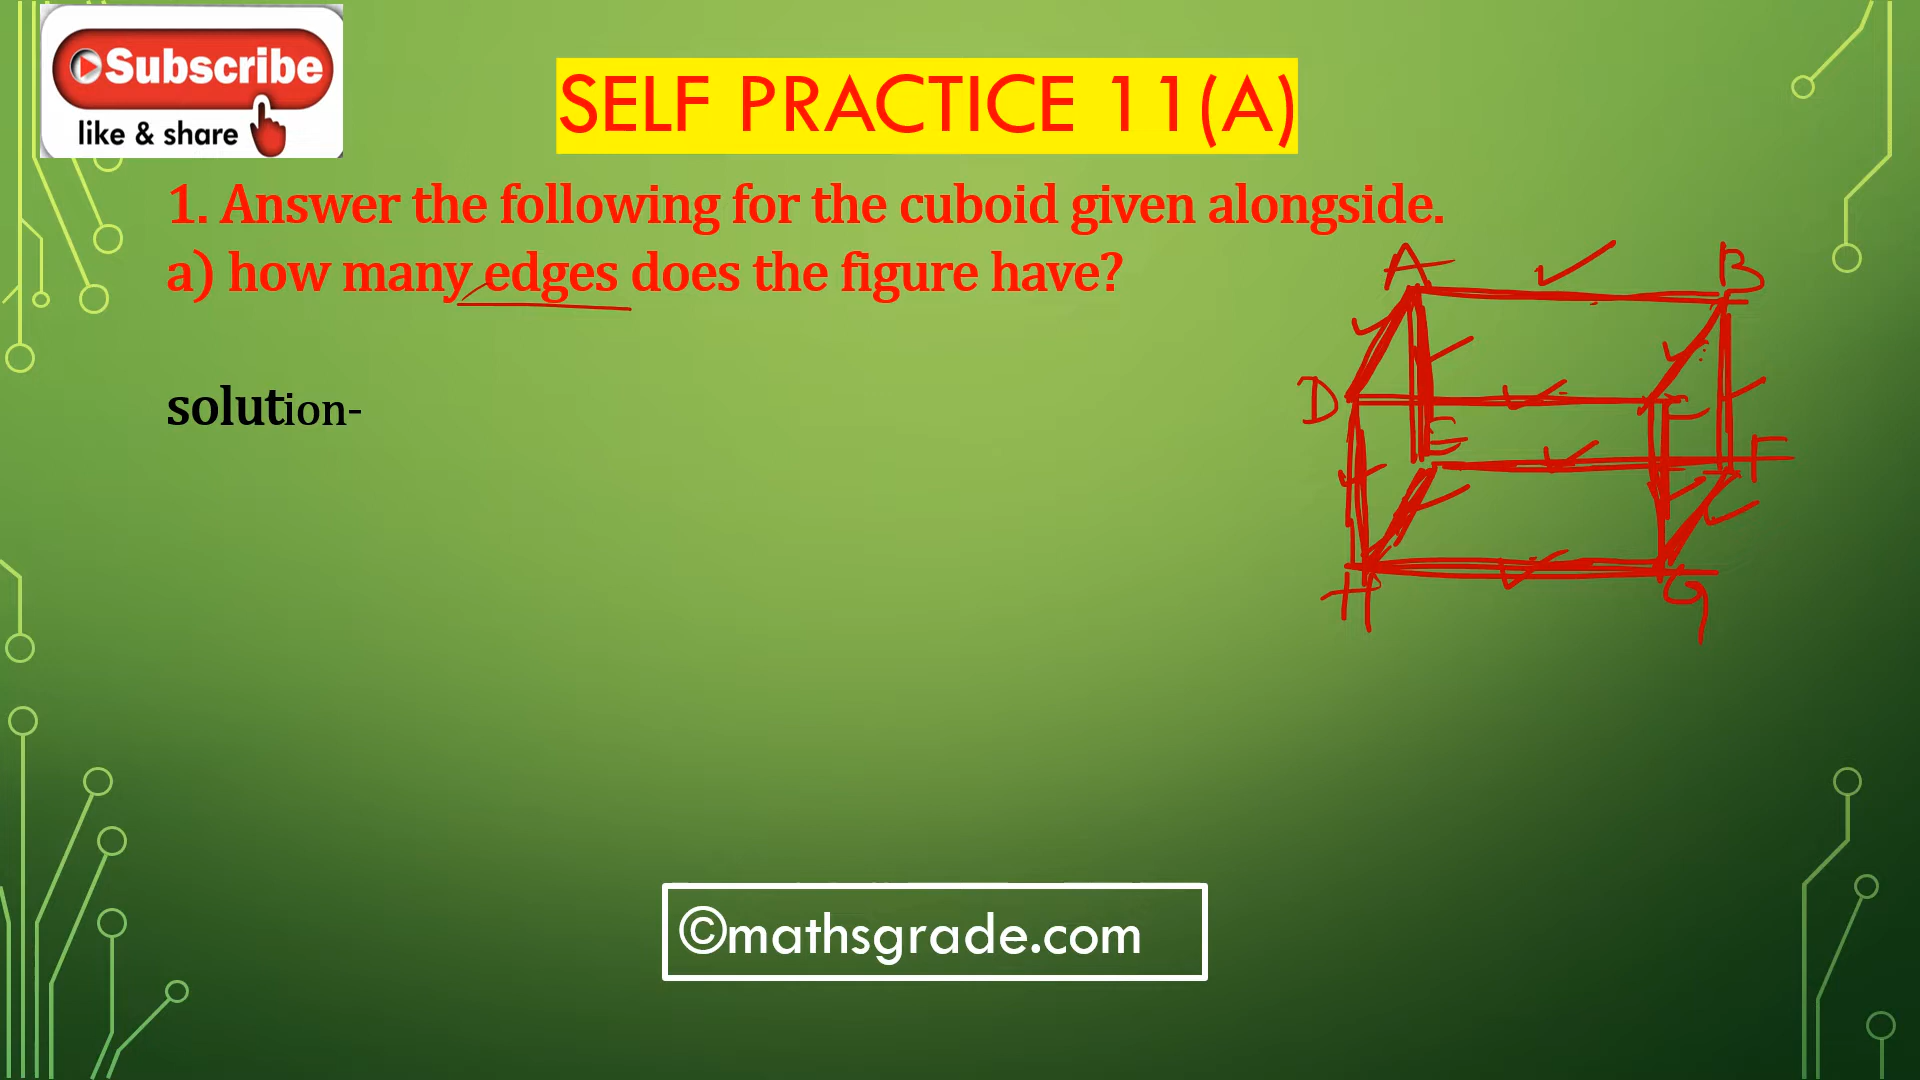 Subscribe
like & share
SELF PRACTICE 11(A)
1. Answer the following for the cuboid given alongside.
a) how many edges does the figure have?
A B
D C
E F
H G
solution-
©mathsgrade.com